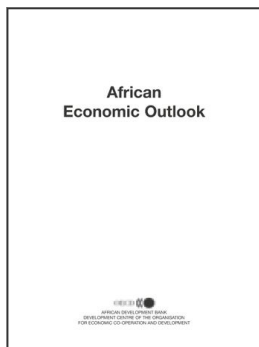 African
Economic Outlook
AFRICAN DEVELOPMENT BANK
DEVELOPMENT CENTRE OF THE ORGANISATION
FOR ECONOMIC CO-OPERATION AND DEVELOPMENT